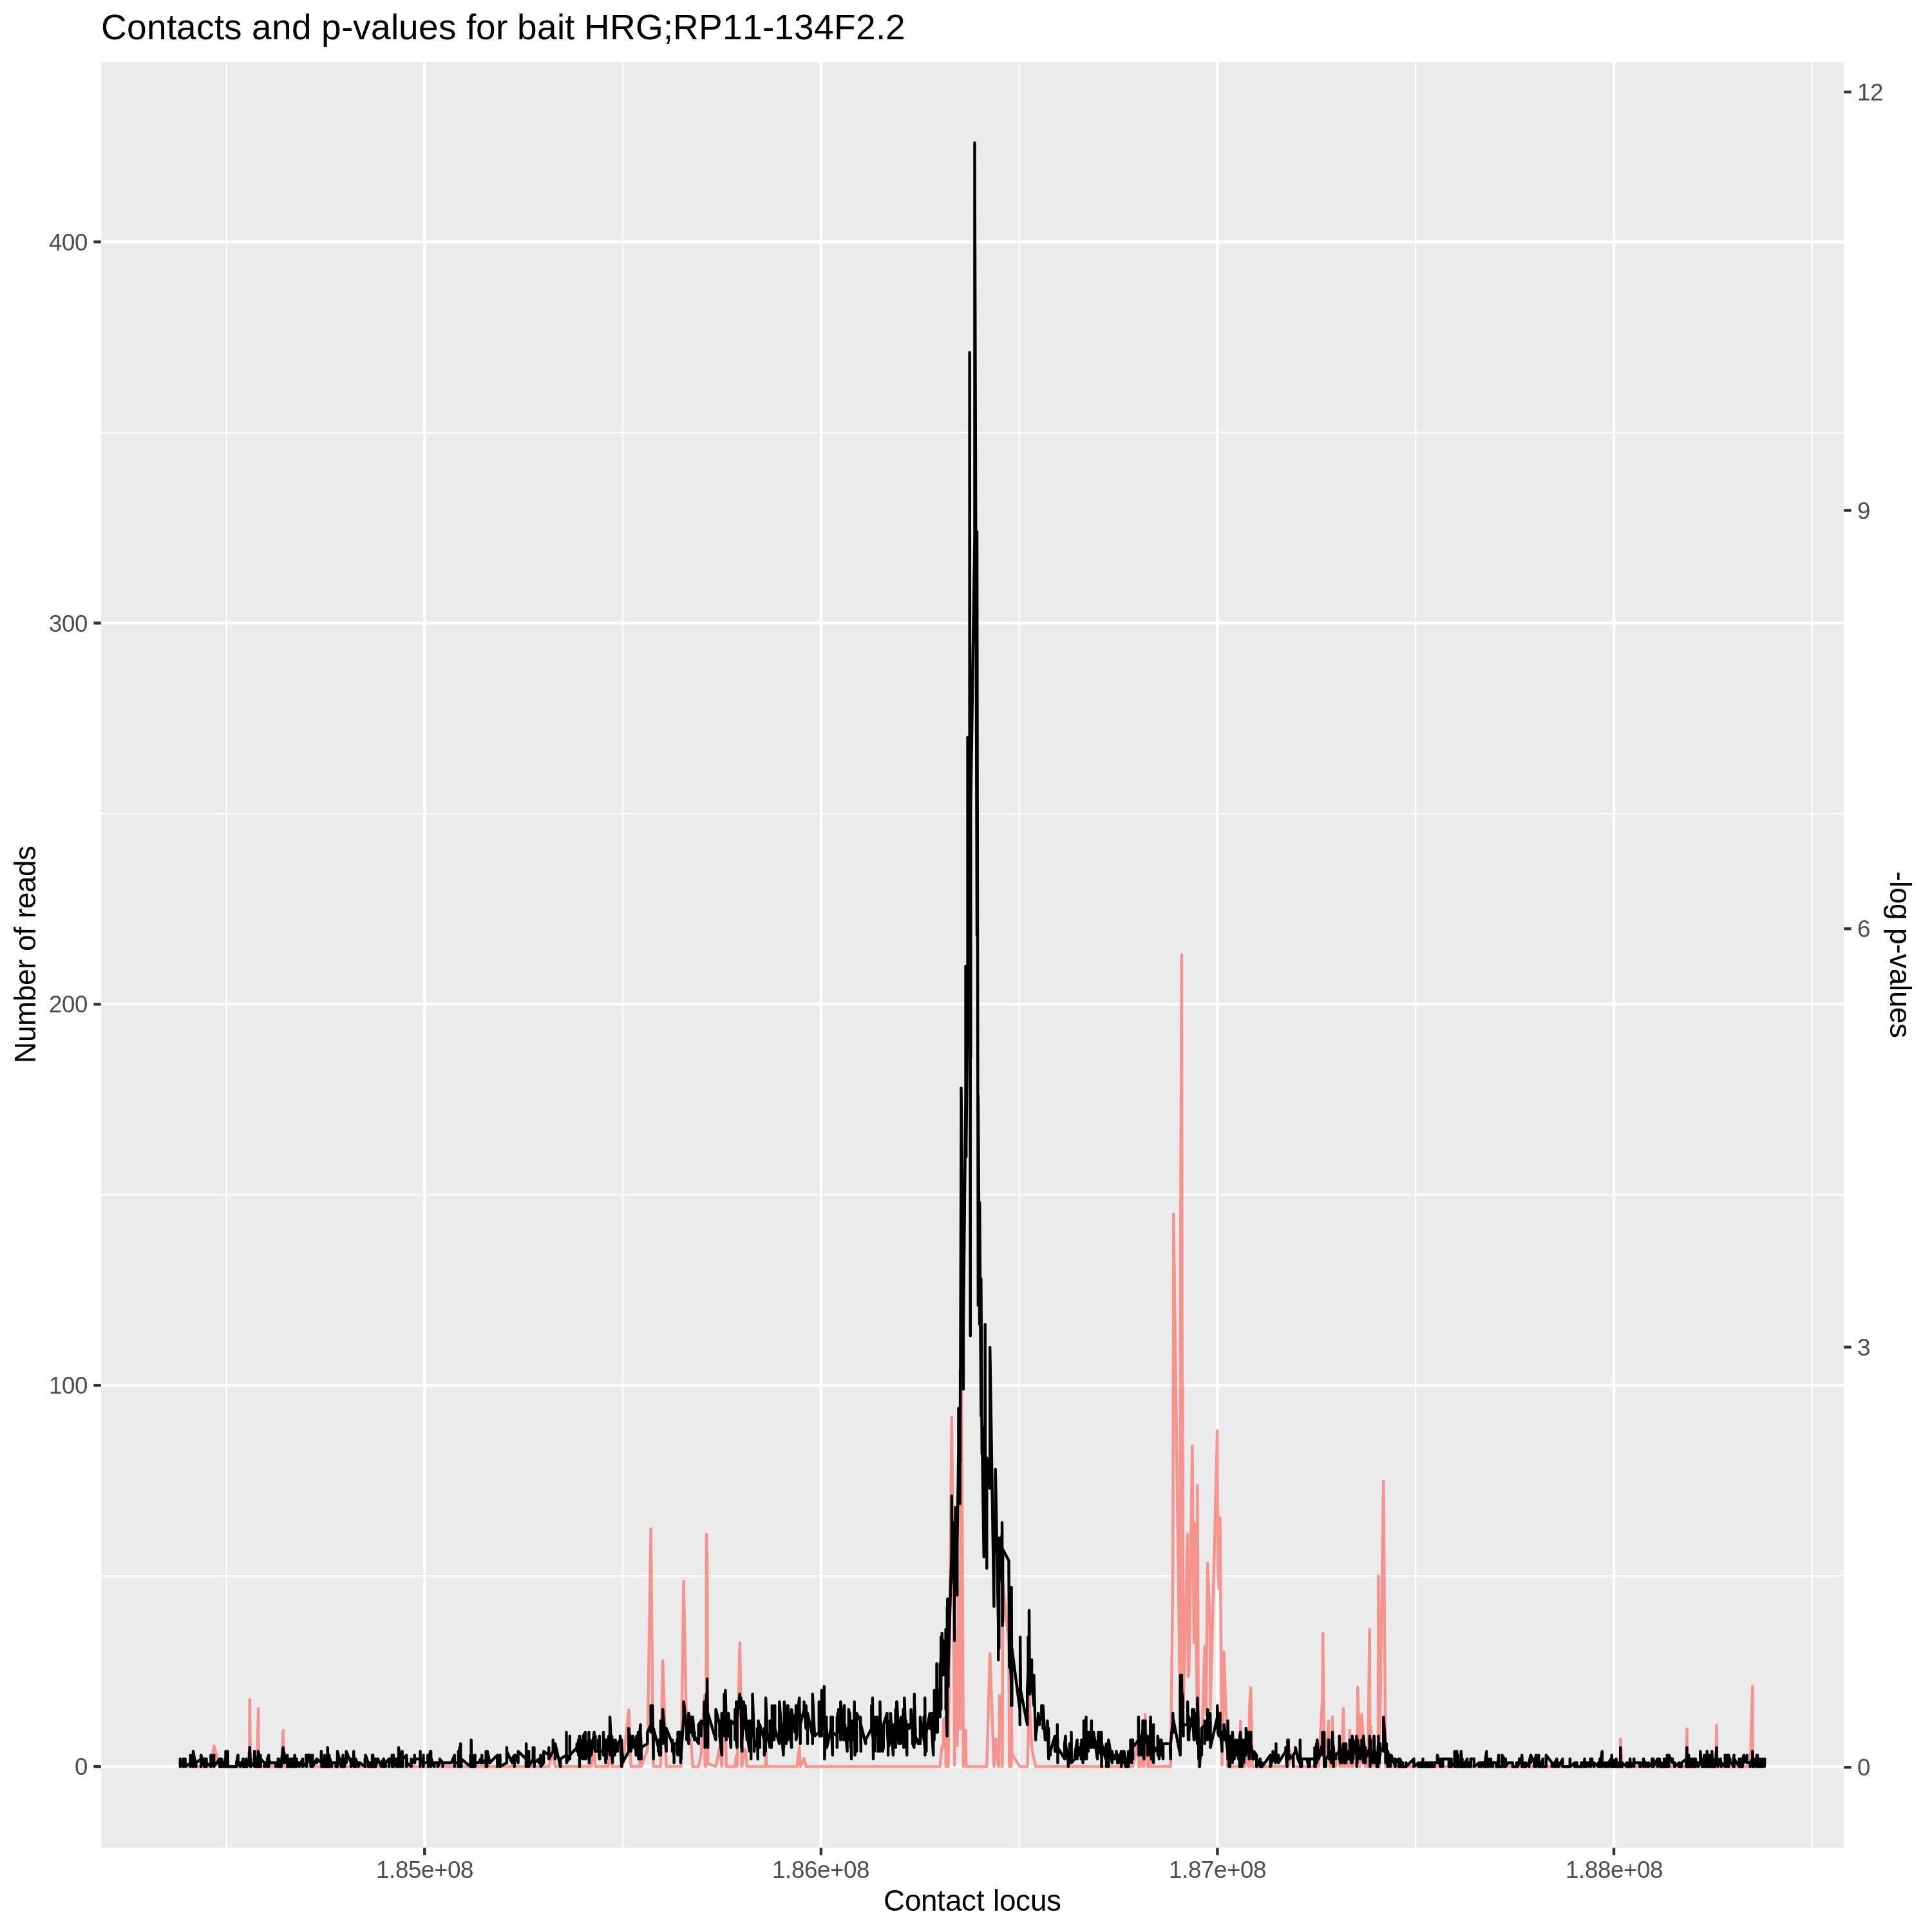 Contacts and p-values for bait HRG;RP11-134F2.2
Number of reads
400
300
200
100
0
12
9
6
3
0
-log p-values
1.85e+08 1.86e+08 1.87e+08 1.88e+08
Contact locus